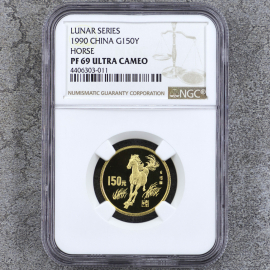 LUNAR SERIES
1990 CHINA G150Y
HORSE
PF 69 ULTRA CAMEO
4406303-011
NUMISMATIC GUARANTY CORPORATION
NGC
150元